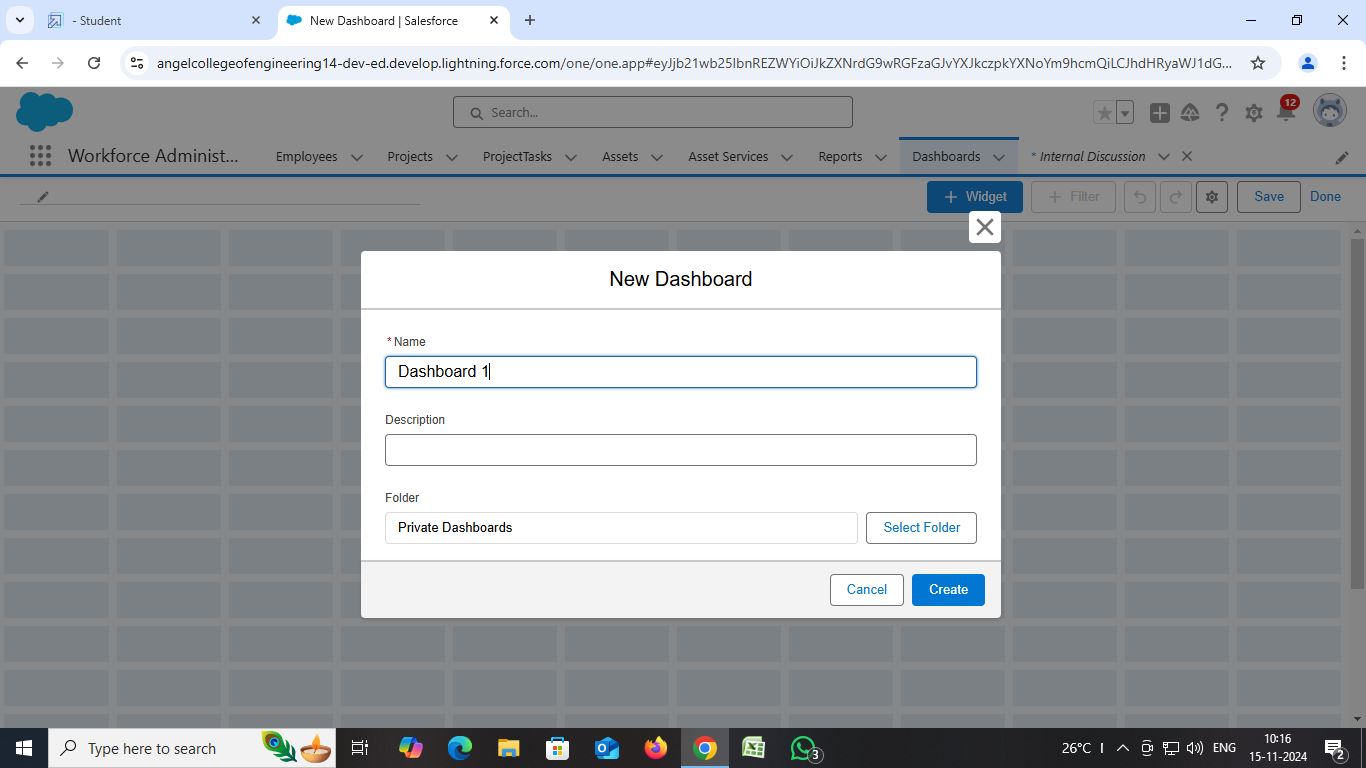 - Student
New Dashboard | Salesforce
angelcollegeofengineering14-dev-ed.develop.lightning.force.com/one/one.app#eyJjb21wb25lbnREZWYiOiJkZXNrdG9wRGFzaGJvYXJkczpkYXNoYm9hcmQiLCJhdHRyaWJ1dG...
Search...
12
Workforce Administ...
Employees
Projects
ProjectTasks
Assets
Asset Services
Reports
Dashboards
* Internal Discussion
+ Widget
+ Filter
Save
Done
New Dashboard
* Name
Dashboard 1
Description
Folder
Private Dashboards
Select Folder
Cancel
Create
Type here to search
3
26°C
ENG
10:16
15-11-2024
2